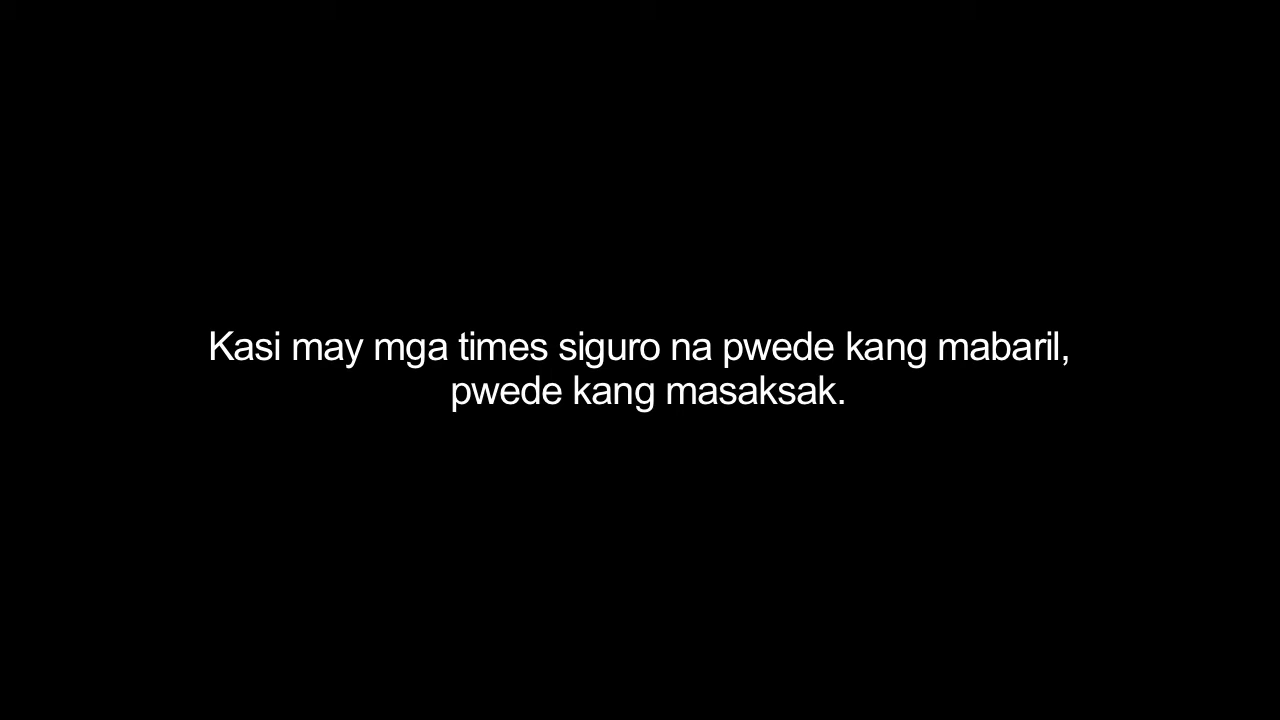 Kasi may mga times siguro na pwede kang mabaril,
pwede kang masaksak.